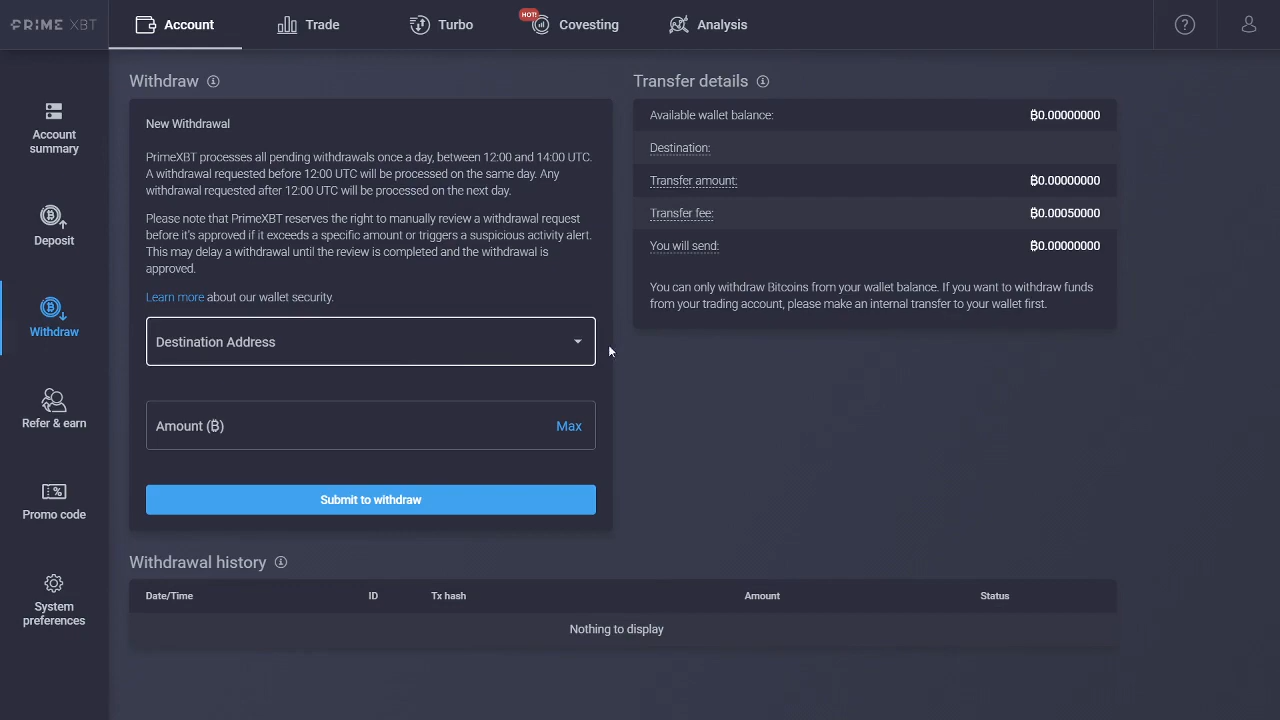 PRIME XBT
Account
Trade
Turbo
HOT!
Covesting
Analysis
?
Account
summary
Deposit
Withdraw
Refer & earn
Promo code
System
preferences
Withdraw
New Withdrawal
PrimeXBT processes all pending withdrawals once a day, between 12:00 and 14:00 UTC.
A withdrawal requested before 12:00 UTC will be processed on the same day. Any
withdrawal requested after 12:00 UTC will be processed on the next day.
Please note that PrimeXBT reserves the right to manually review a withdrawal request
before it's approved if it exceeds a specific amount or triggers a suspicious activity alert.
This may delay a withdrawal until the review is completed and the withdrawal is
approved.
Learn more about our wallet security.
Destination Address
Amount (₿)
Max
Submit to withdraw
Transfer details
Available wallet balance: ₿0.00000000
Destination:
Transfer amount: ₿0.00000000
Transfer fee: ₿0.00050000
You will send: ₿0.00000000
You can only withdraw Bitcoins from your wallet balance. If you want to withdraw funds
from your trading account, please make an internal transfer to your wallet first.
Withdrawal history
Date/Time ID Tx hash Amount Status
Nothing to display